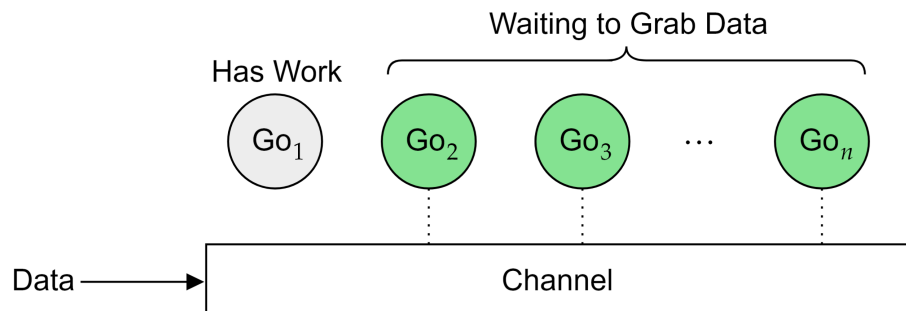 Waiting to Grab Data
Has Work
Go₁ Go₂ Go₃ ⋯ Goₙ
Data Channel